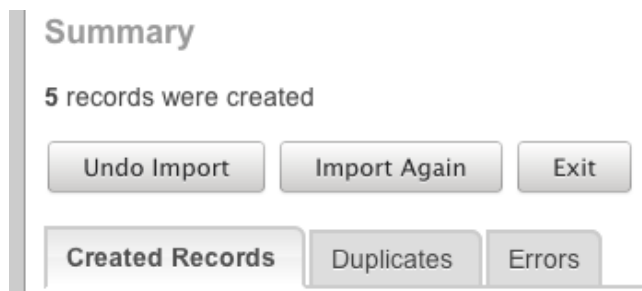 Summary
5 records were created
Undo Import Import Again Exit
Created Records Duplicates Errors